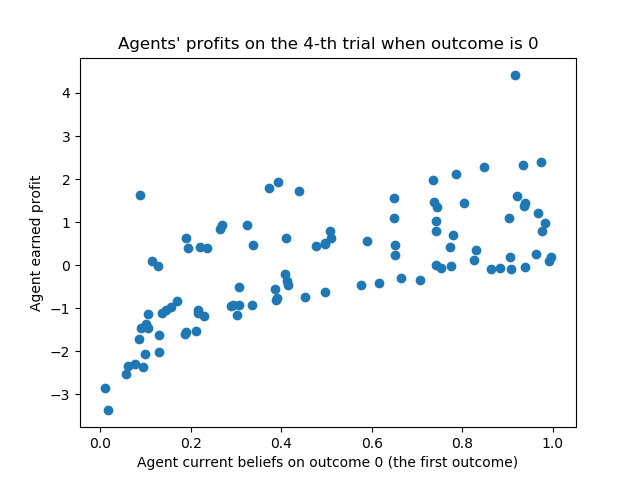 Agents' profits on the 4-th trial when outcome is 0
Agent earned profit
4
3
2
1
0
−1
−2
−3
0.0 0.2 0.4 0.6 0.8 1.0
Agent current beliefs on outcome 0 (the first outcome)